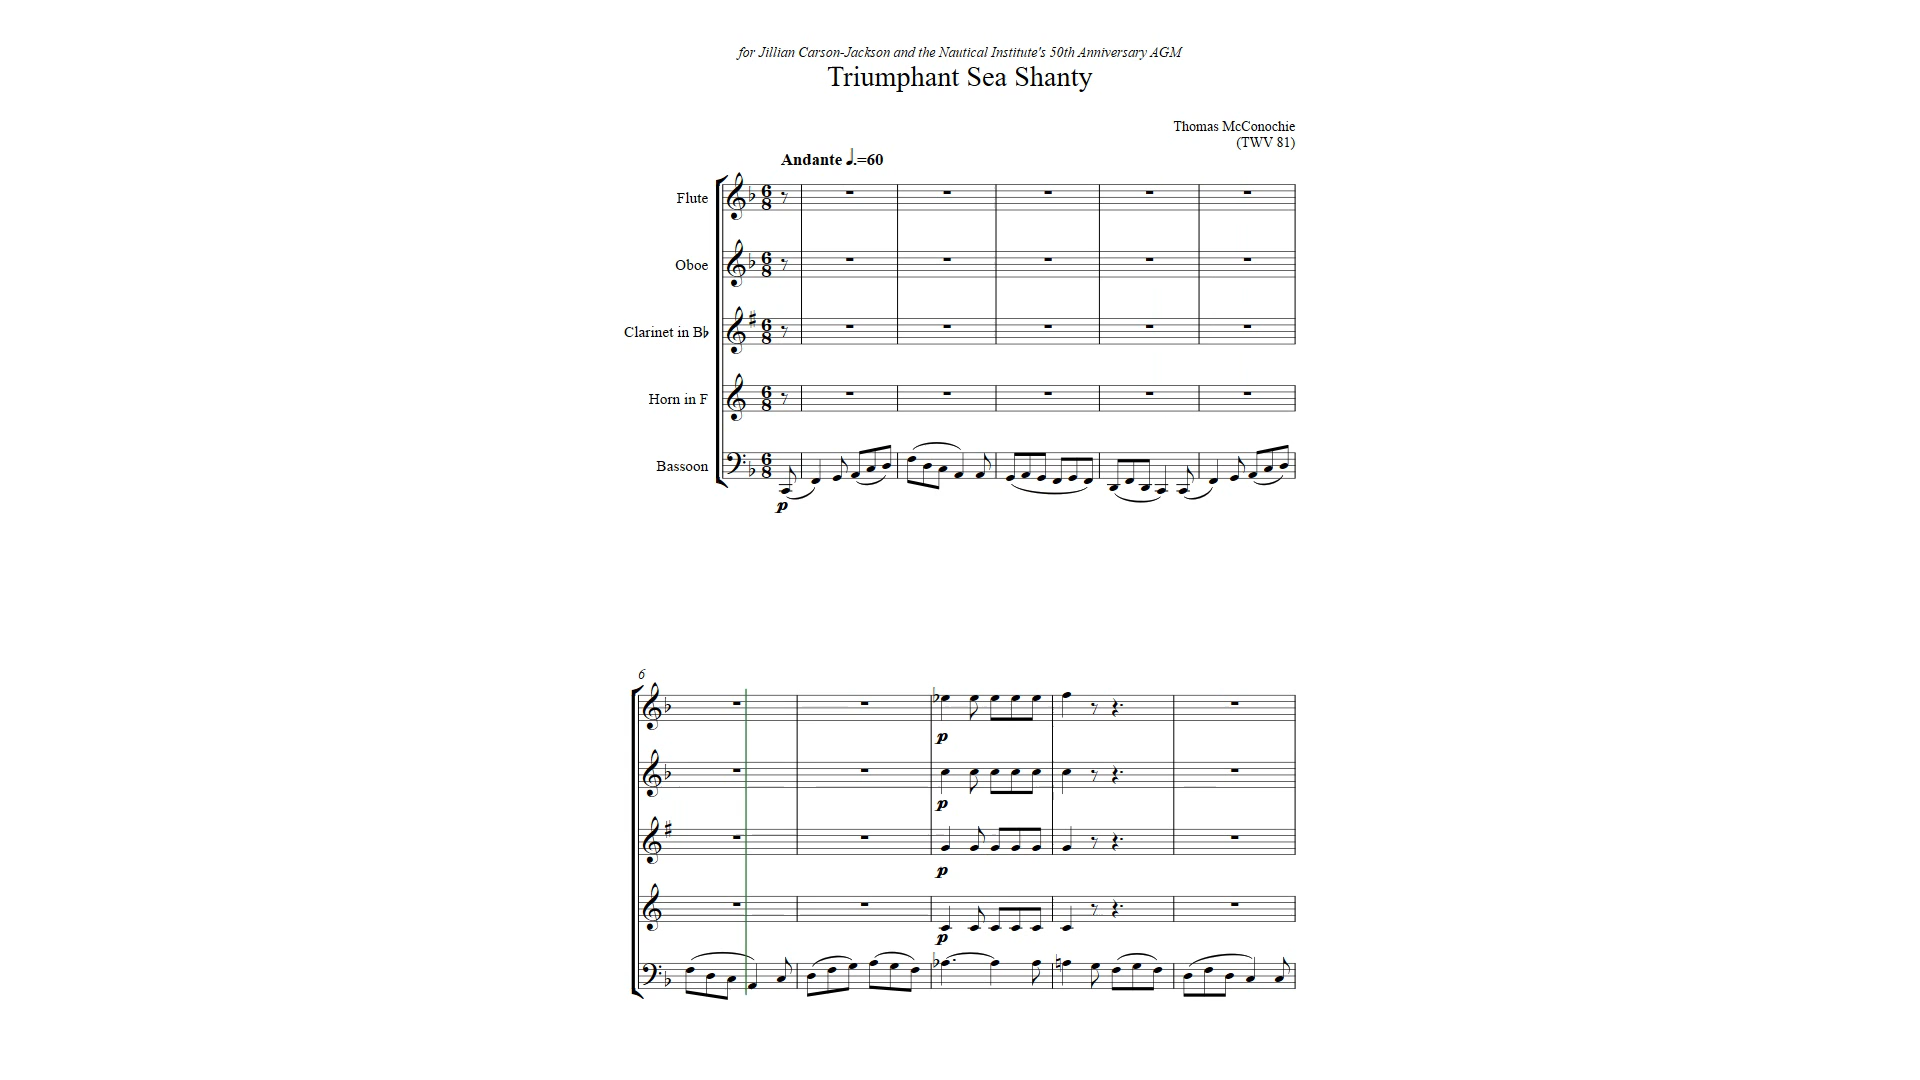 for Jillian Carson-Jackson and the Nautical Institute's 50th Anniversary AGM
Triumphant Sea Shanty
Thomas McConochie
(TWV 81)
Andante ♩.=60
Flute
Oboe
Clarinet in B♭
Horn in F
Bassoon
p
6
p
p
p
p